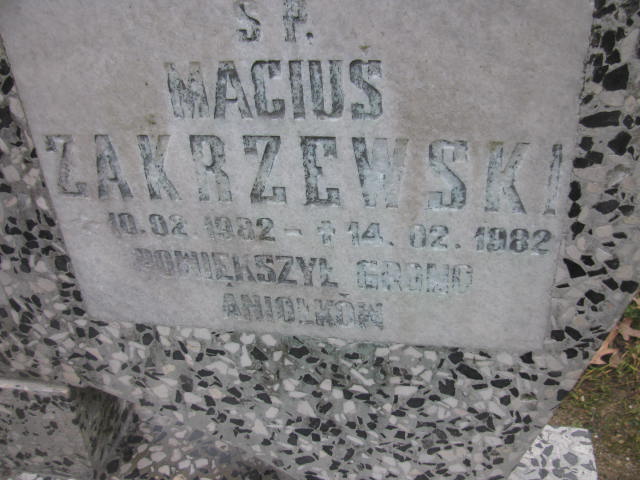 Ś P.
MACIUS
ZAKRZEWSKI
10.02 1982 - † 14.02.1982
POWIĘKSZYŁ GRONO
ANIOŁKÓW